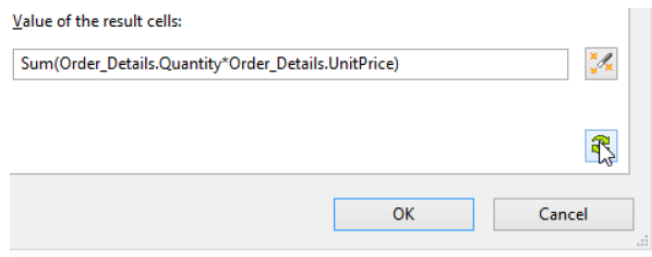 Value of the result cells:
Sum(Order_Details.Quantity*Order_Details.UnitPrice)
OK
Cancel